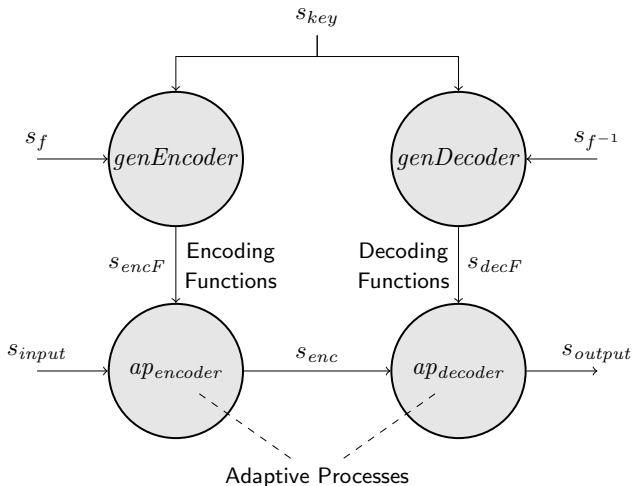 s_key
s_f
genEncoder
genDecoder
s_f^-1
s_encF
Encoding
Functions
Decoding
Functions
s_decF
s_input
ap_encoder
s_enc
ap_decoder
s_output
Adaptive Processes